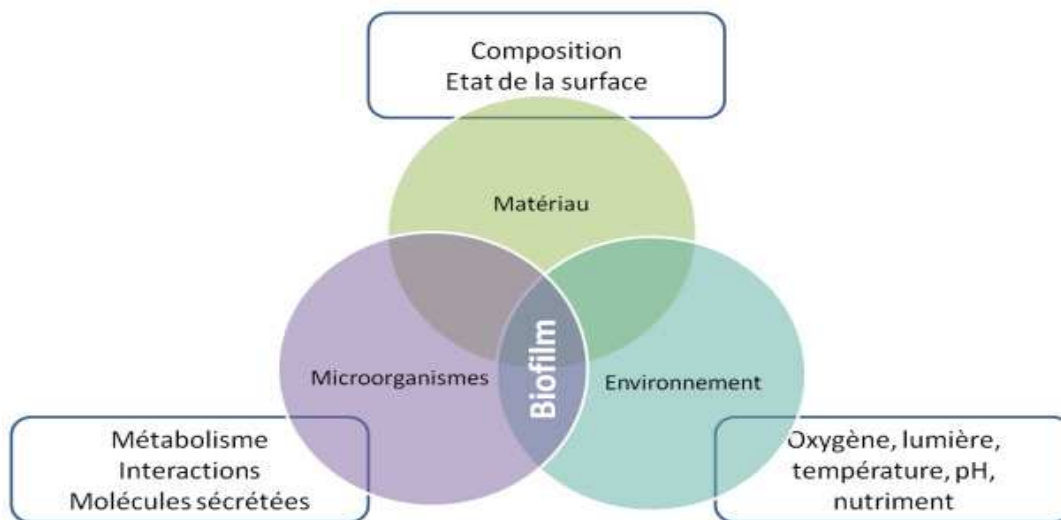 Composition
Etat de la surface
Matériau
Microorganismes
Biofilm
Environnement
Métabolisme
Interactions
Molécules sécrétées
Oxygène, lumière,
température, pH,
nutriment